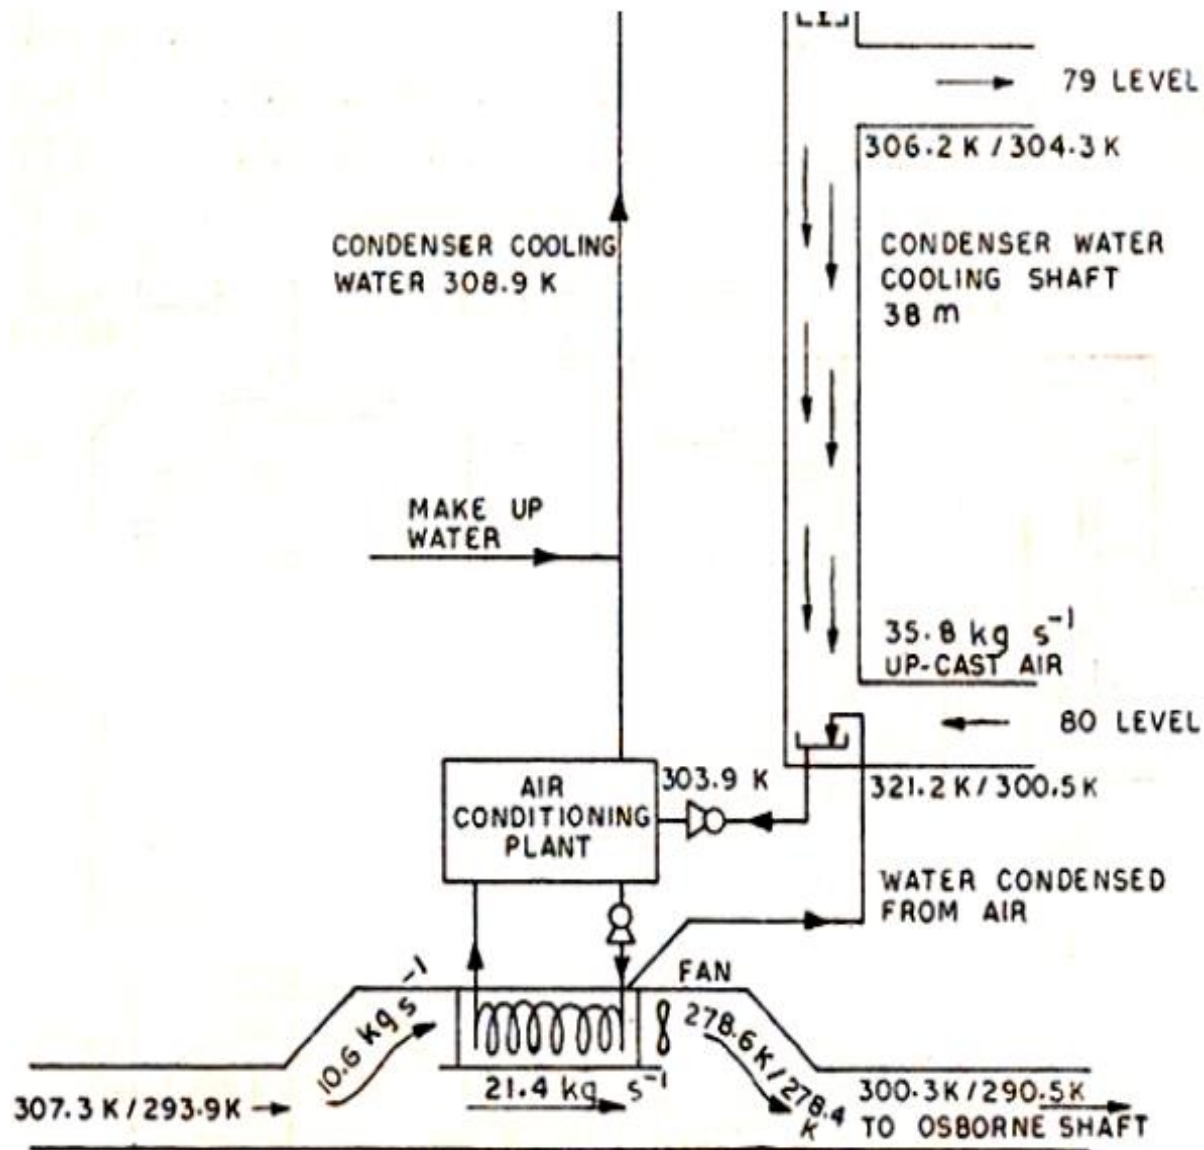 79 LEVEL
306.2 K / 304.3 K
CONDENSER COOLING
WATER 308.9 K
CONDENSER WATER
COOLING SHAFT
38 m
MAKE UP
WATER
35.8 kg s⁻¹
UP-CAST AIR
80 LEVEL
303.9 K
321.2 K / 300.5 K
AIR
CONDITIONING
PLANT
WATER CONDENSED
FROM AIR
FAN
10.6 kg s⁻¹
278.6 K / 278.4
K
21.4 kg s⁻¹
307.3 K / 293.9 K
300.3 K / 290.5 K
TO OSBORNE SHAFT